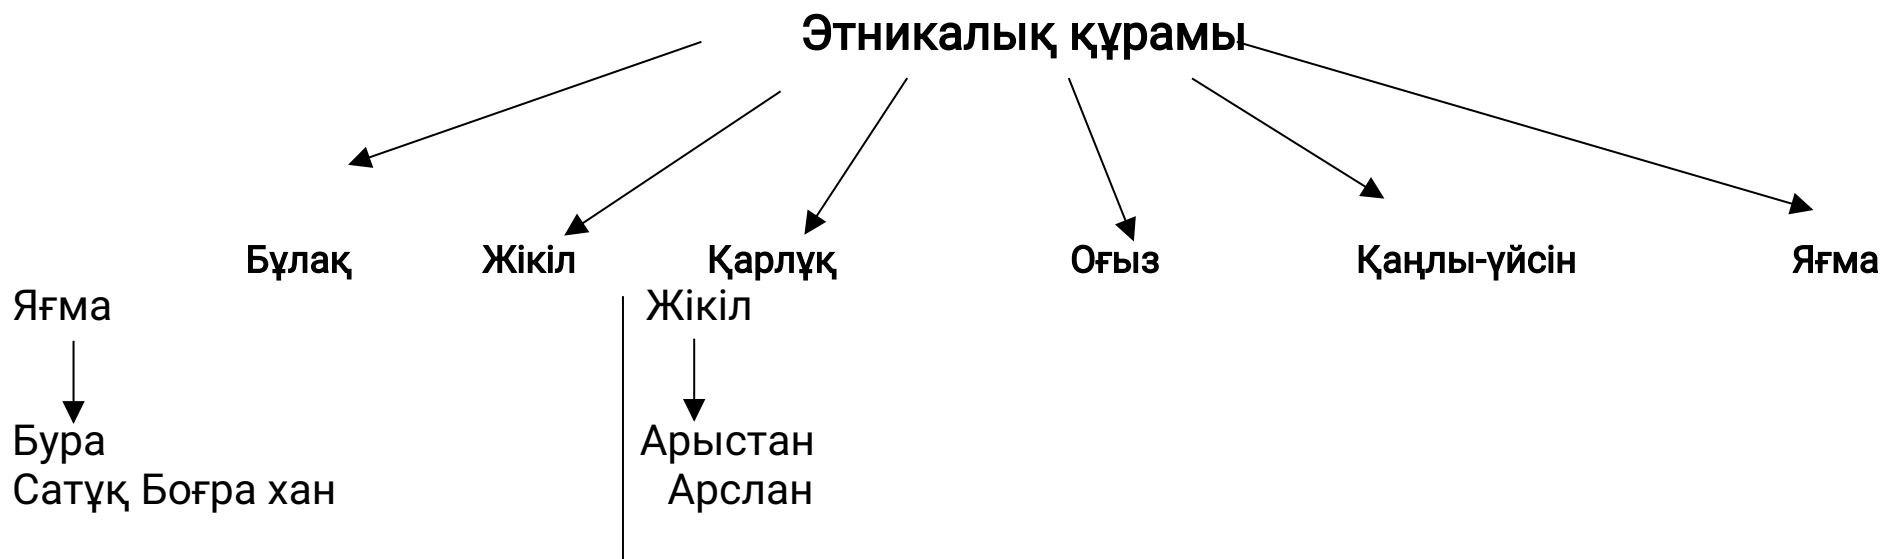 Этникалық құрамы
Бұлақ Жікіл Қарлұқ Оғыз Қаңлы-үйсін Яғма
Яғма Жікіл
Бура Арыстан
Сатұқ Боғра хан Арслан